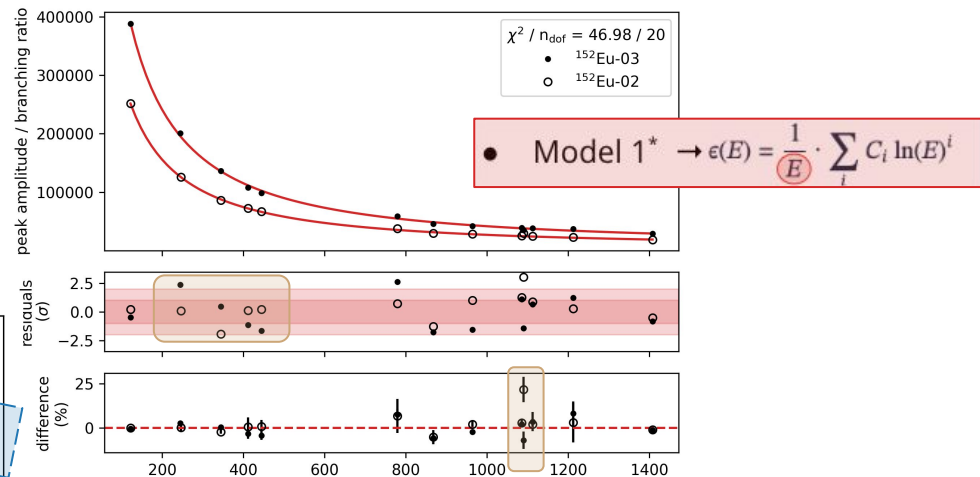 400000
300000
200000
100000
peak amplitude / branching ratio
χ² / n_dof = 46.98 / 20
¹⁵²Eu-03
¹⁵²Eu-02
• Model 1* → ϵ(E) = 1/E · ∑_i C_i ln(E)^i
2.5
0.0
−2.5
residuals
(σ)
25
0
difference
(%)
200 400 600 800 1000 1200 1400